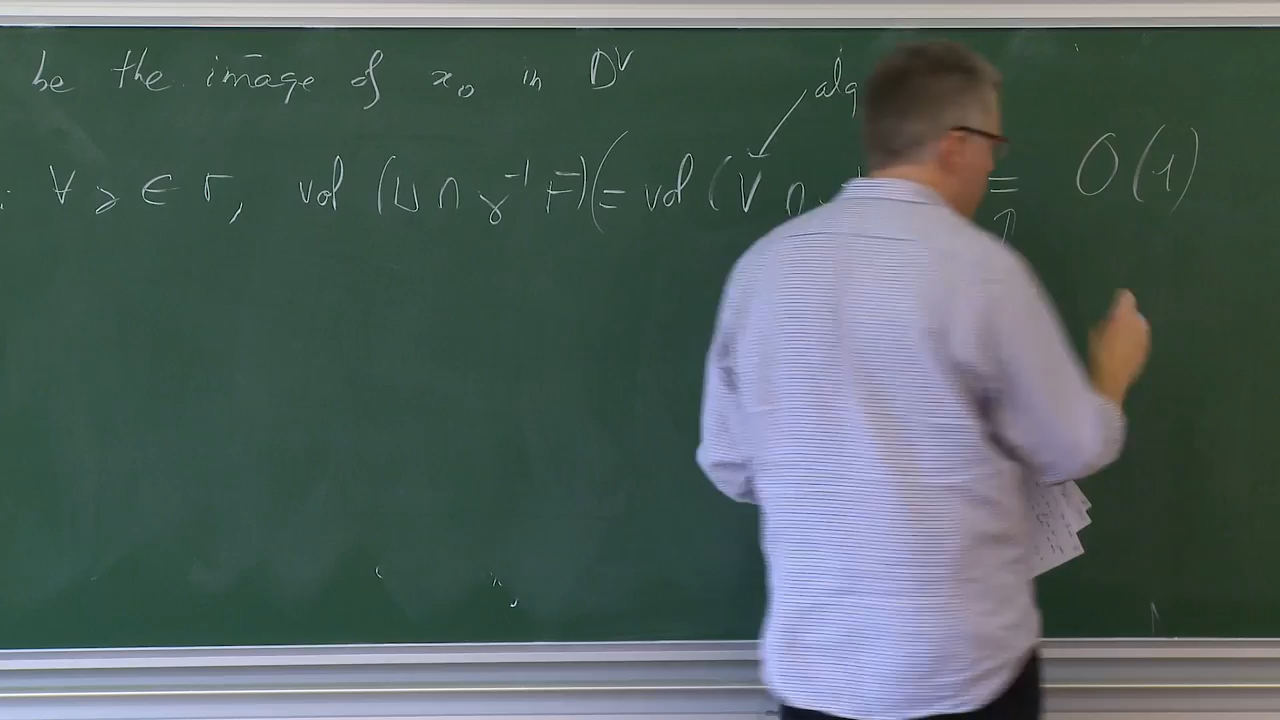 be the image of x₀ in D^V
alg
: ∀ γ ∈ Γ, vol (U ∩ γ⁻¹ F) (= vol (V ∩ = O(1)
↑